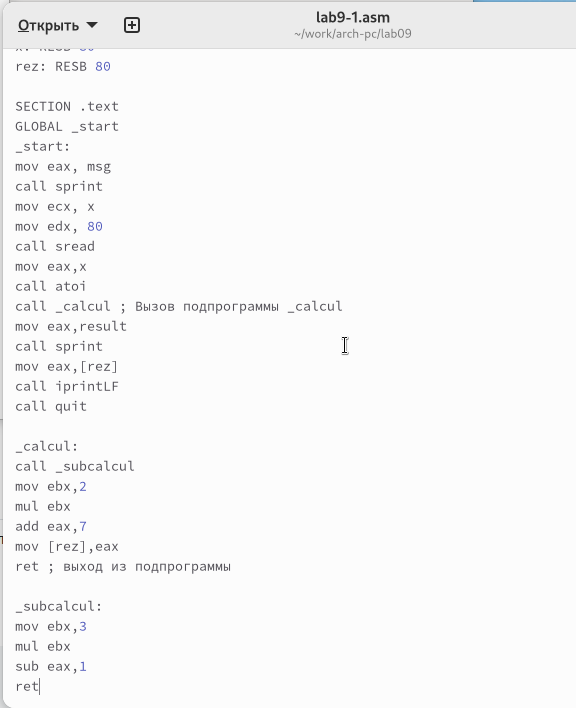 Открыть
lab9-1.asm
~/work/arch-pc/lab09
x: RESB 80
rez: RESB 80
SECTION .text
GLOBAL _start
_start:
mov eax, msg
call sprint
mov ecx, x
mov edx, 80
call sread
mov eax,x
call atoi
call _calcul ; Вызов подпрограммы _calcul
mov eax,result
call sprint
mov eax,[rez]
call iprintLF
call quit
_calcul:
call _subcalcul
mov ebx,2
mul ebx
add eax,7
mov [rez],eax
ret ; выход из подпрограммы
_subcalcul:
mov ebx,3
mul ebx
sub eax,1
ret